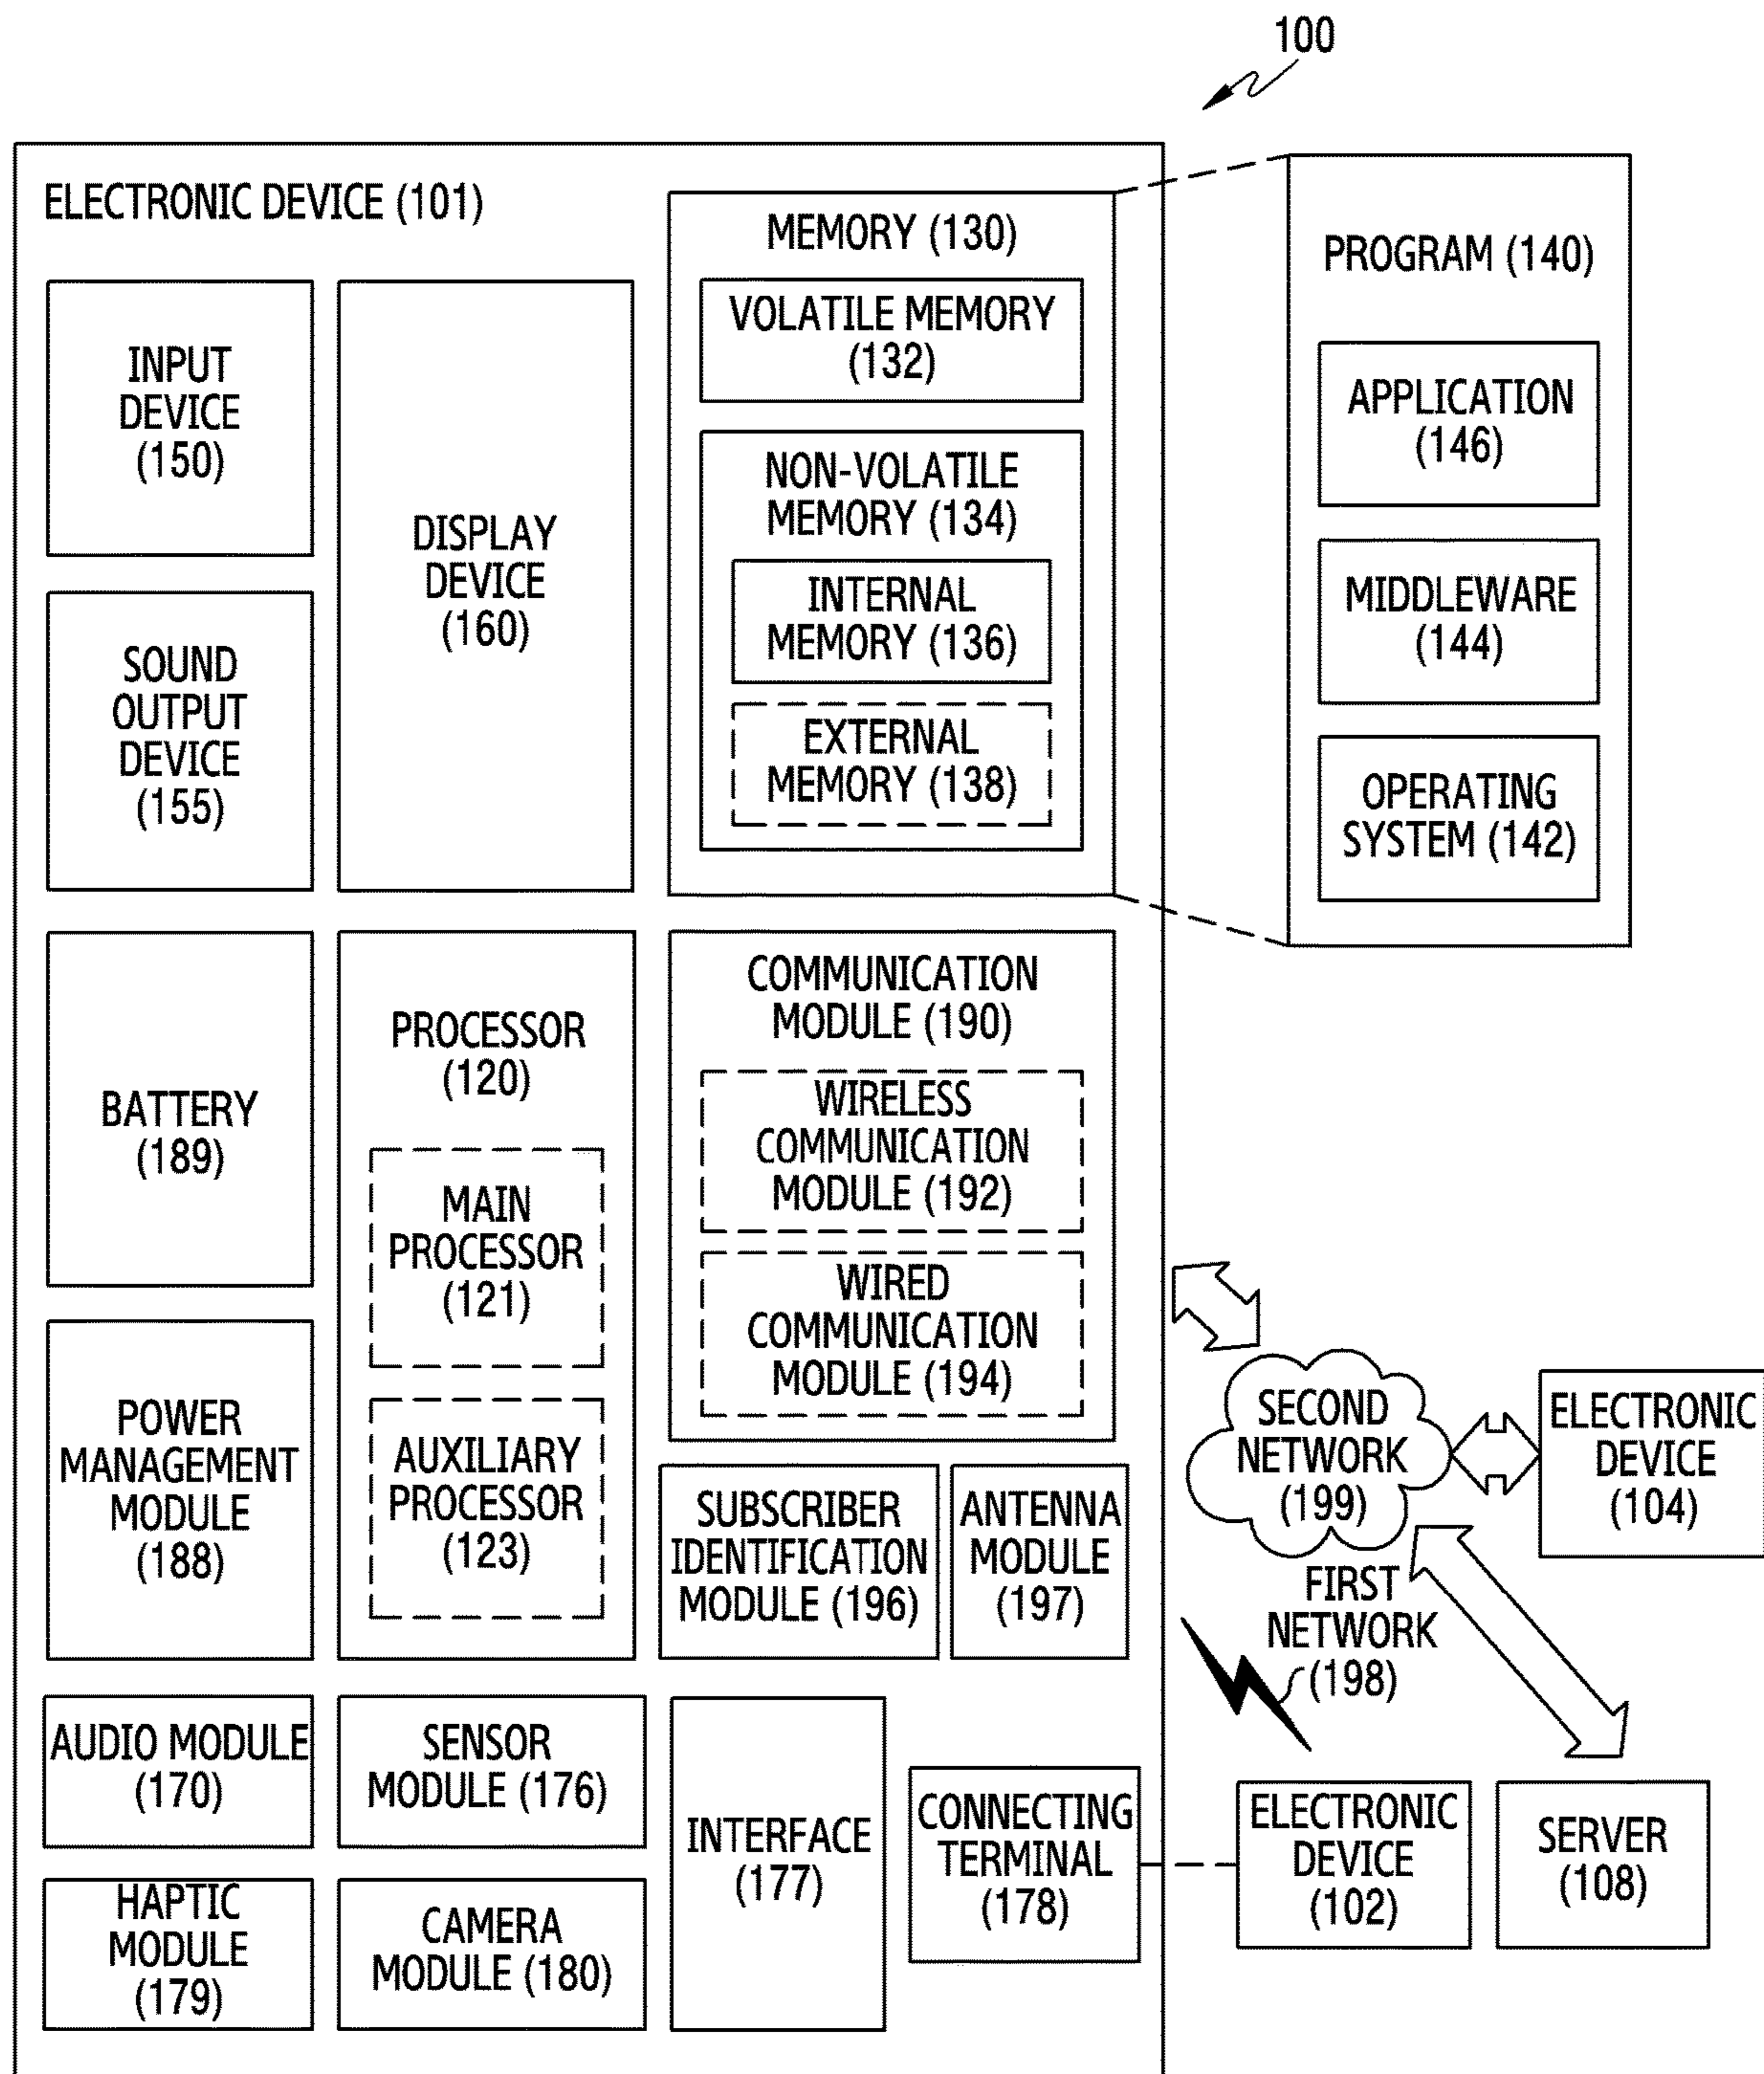 100
ELECTRONIC DEVICE (101)
INPUT
DEVICE
(150)
SOUND
OUTPUT
DEVICE
(155)
DISPLAY
DEVICE
(160)
MEMORY (130)
VOLATILE MEMORY
(132)
NON-VOLATILE
MEMORY (134)
INTERNAL
MEMORY (136)
EXTERNAL
MEMORY (138)
PROGRAM (140)
APPLICATION
(146)
MIDDLEWARE
(144)
OPERATING
SYSTEM (142)
BATTERY
(189)
POWER
MANAGEMENT
MODULE
(188)
PROCESSOR
(120)
MAIN
PROCESSOR
(121)
AUXILIARY
PROCESSOR
(123)
COMMUNICATION
MODULE (190)
WIRELESS
COMMUNICATION
MODULE (192)
WIRED
COMMUNICATION
MODULE (194)
SUBSCRIBER
IDENTIFICATION
MODULE (196)
ANTENNA
MODULE
(197)
SECOND
NETWORK
(199)
ELECTRONIC
DEVICE
(104)
FIRST
NETWORK
(198)
AUDIO MODULE
(170)
SENSOR
MODULE (176)
HAPTIC
MODULE
(179)
CAMERA
MODULE (180)
INTERFACE
(177)
CONNECTING
TERMINAL
(178)
ELECTRONIC
DEVICE
(102)
SERVER
(108)